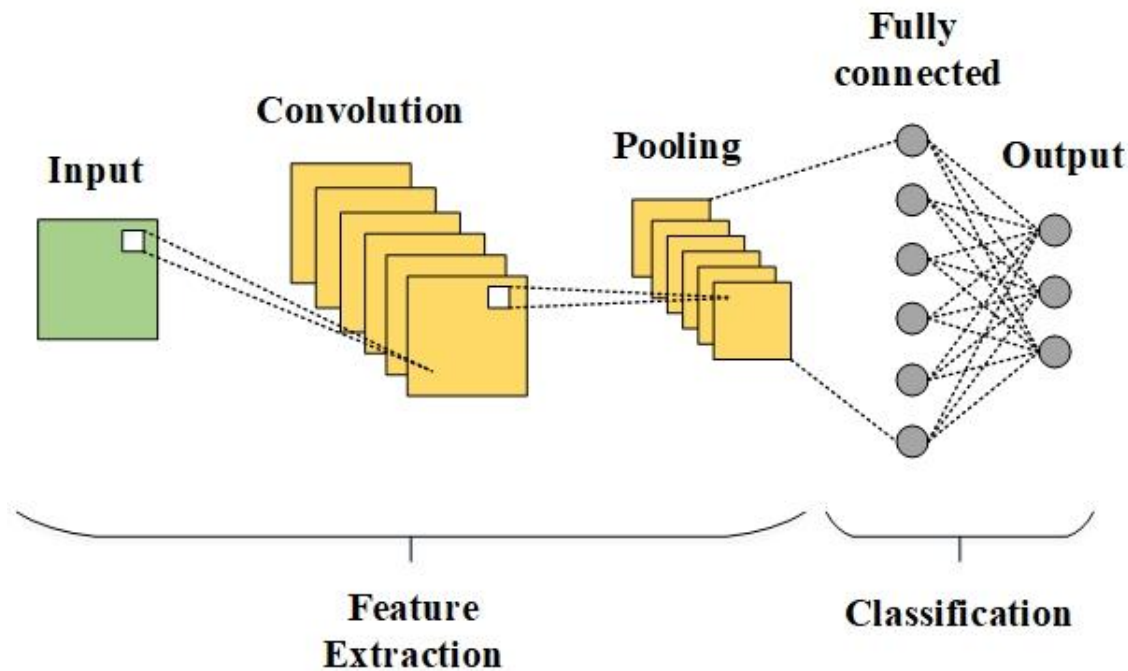 Input
Convolution
Pooling
Fully
connected
Output
Feature
Extraction
Classification